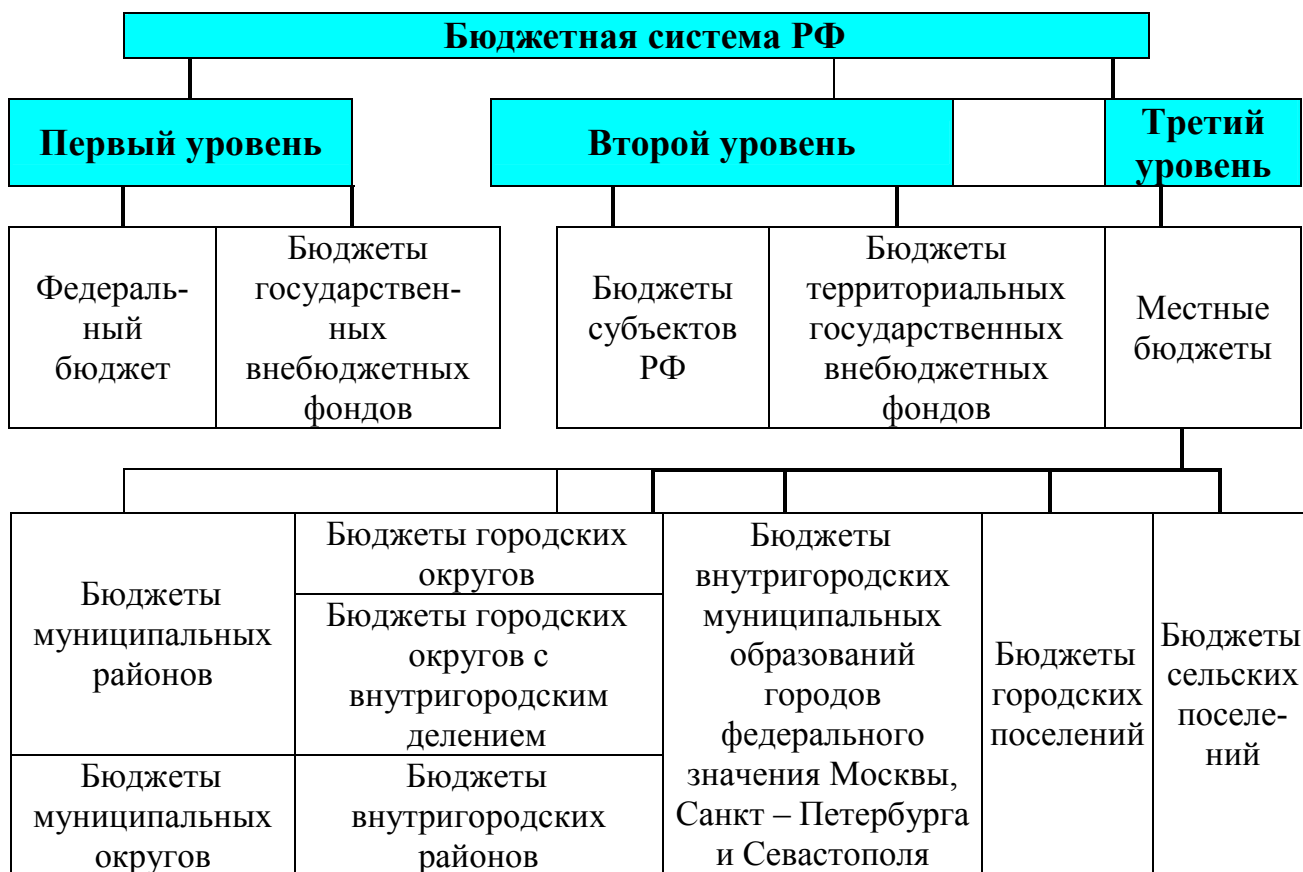 Бюджетная система РФ
Первый уровень
Второй уровень
Третий
уровень
Федераль-
ный
бюджет
Бюджеты
государствен-
ных
внебюджетных
фондов
Бюджеты
субъектов
РФ
Бюджеты
территориальных
государственных
внебюджетных
фондов
Местные
бюджеты
Бюджеты
муниципальных
районов
Бюджеты
муниципальных
округов
Бюджеты городских
округов
Бюджеты городских
округов с
внутригородским
делением
Бюджеты
внутригородских
районов
Бюджеты
внутригородских
муниципальных
образований
городов
федерального
значения Москвы,
Санкт – Петербурга
и Севастополя
Бюджеты
городских
поселений
Бюджеты
сельских
поселе-
ний